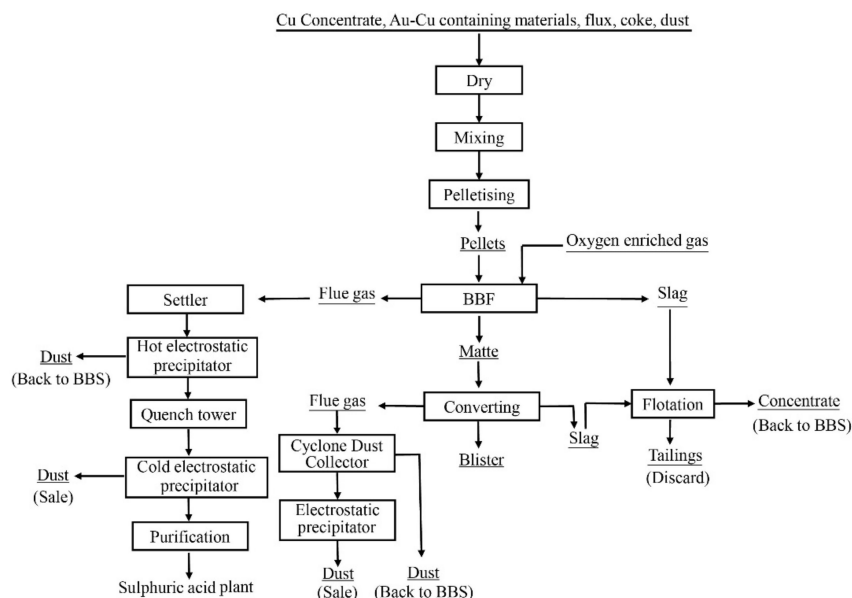 Cu Concentrate, Au-Cu containing materials, flux, coke, dust
Dry
Mixing
Pelletising
Pellets
Oxygen enriched gas
Settler
Flue gas
BBF
Slag
Dust
(Back to BBS)
Hot electrostatic
precipitator
Matte
Quench tower
Flue gas
Converting
Slag
Flotation
Concentrate
(Back to BBS)
Dust
(Sale)
Cold electrostatic
precipitator
Cyclone Dust
Collector
Blister
Tailings
(Discard)
Purification
Electrostatic
precipitator
Sulphuric acid plant
Dust
(Sale)
Dust
(Back to BBS)